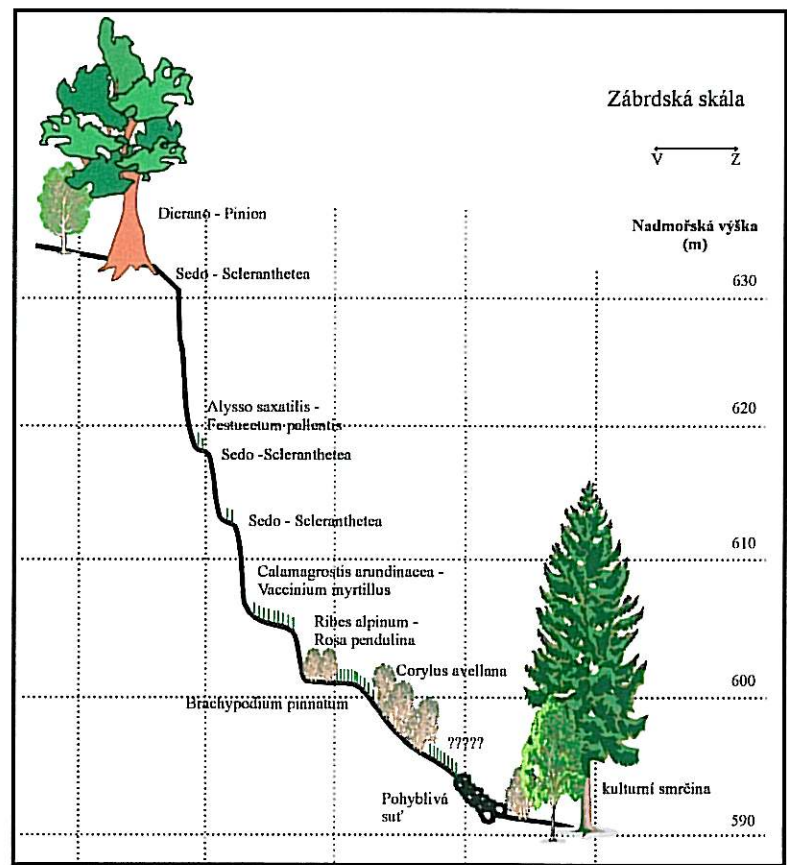 Zábrdská skála
V Z
Dicrano - Pinion
Nadmořská výška
(m)
Sedo - Scleranthetea
630
Alysso saxatilis -
Festucetum pallentis
620
Sedo -Scleranthetea
Sedo - Scleranthetea
610
Calamagrostis arundinacea -
Vaccinium myrtillus
Ribes alpinum -
Rosa pendulina
Corylus avellana
600
Brachypodium pinnatum
?????
Pohyblivá
suť
kulturní smrčina
590